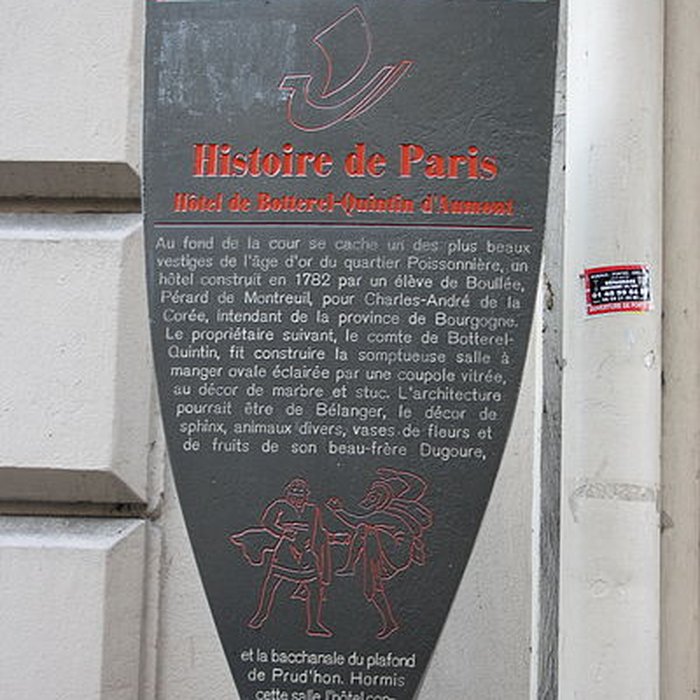 Histoire de Paris
Hôtel de Botterel-Quintin d'Aumont
Au fond de la cour se cache un des plus beaux
vestiges de l'âge d'or du quartier Poissonnière, un
hôtel construit en 1782 par un élève de Boullée,
Pérard de Montreuil, pour Charles-André de la
Corée, intendant de la province de Bourgogne.
Le propriétaire suivant, le comte de Botterel-
Quintin, fit construire la somptueuse salle à
manger ovale éclairée par une coupole vitrée,
au décor de marbre et stuc. L'architecture
pourrait être de Bélanger, le décor de
sphinx, animaux divers, vases de fleurs et
de fruits de son beau-frère Dugoure,
et la bacchanale du plafond
de Prud'hon. Hormis
cette salle, l'hôtel con-